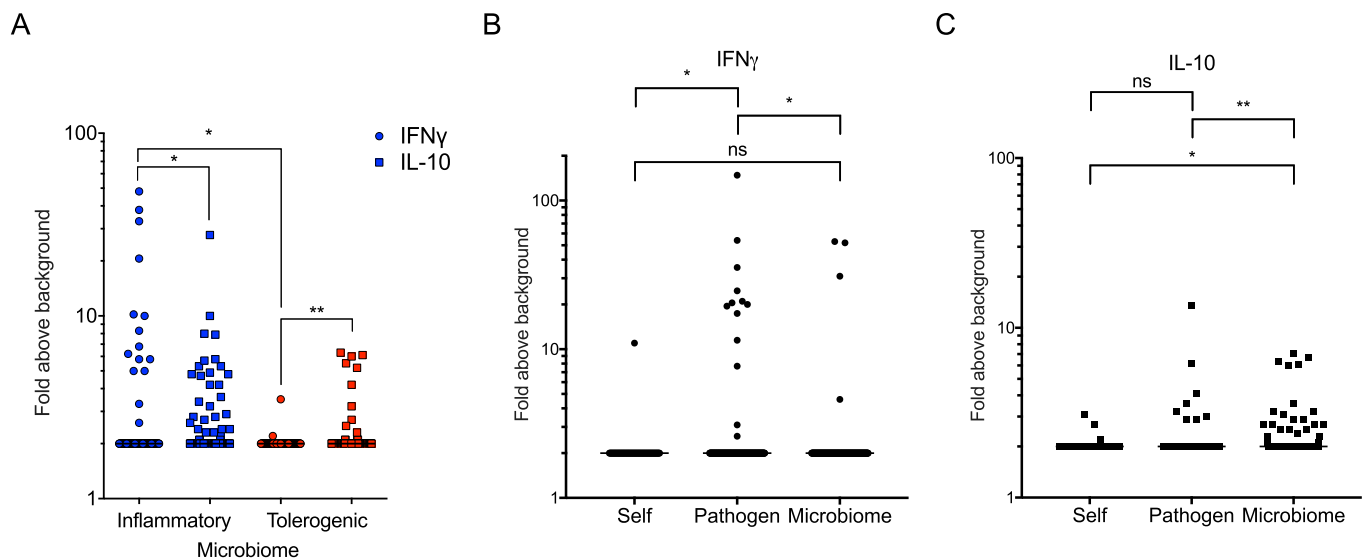 A
Fold above background
100
10
1
*
*
**
IFNγ
IL-10
Inflammatory
Tolerogenic
Microbiome
B
IFNγ
*
*
ns
Fold above background
100
10
1
Self
Pathogen
Microbiome
C
IL-10
ns
**
*
Fold above background
100
10
1
Self
Pathogen
Microbiome